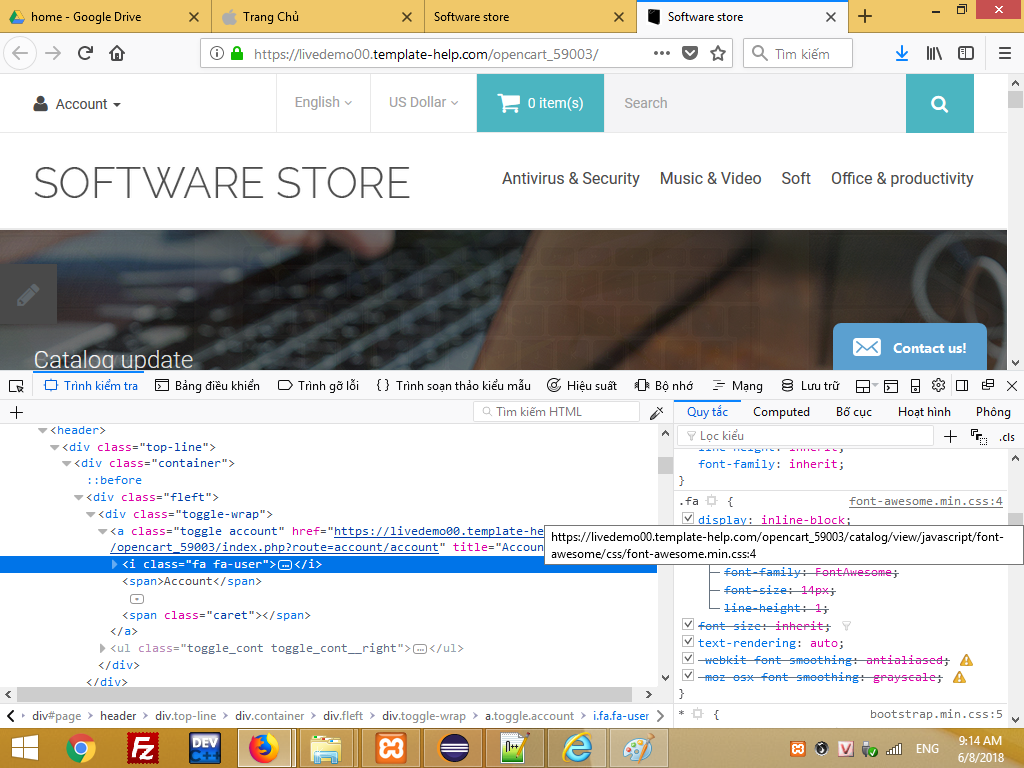 home - Google Drive
Trang Chủ
Software store
Software store
https://livedemo00.template-help.com/opencart_59003/
Tìm kiếm
Account
English
US Dollar
0 item(s)
Search
SOFTWARE STORE
Antivirus & Security
Music & Video
Soft
Office & productivity
Catalog update
Contact us!
Trình kiểm tra
Bảng điều khiển
Trình gỡ lỗi
{ } Trình soạn thảo kiểu mẫu
Hiệu suất
Bộ nhớ
Mạng
Lưu trữ
Tìm kiếm HTML
Quy tắc
Computed
Bố cục
Hoạt hình
Phông
Lọc kiểu
.cls
<header>
<div class="top-line">
<div class="container">
::before
<div class="fleft">
<div class="toggle-wrap">
<a class="toggle account" href="https://livedemo00.template-he
/opencart_59003/index.php?route=account/account" title="Accoun
<i class="fa fa-user"></i>
<span>Account</span>
<span class="caret"></span>
</a>
<ul class="toggle_cont toggle_cont__right"></ul>
</div>
</div>
line-height: inherit;
font-family: inherit;
}
.fa {
font-awesome.min.css:4
display: inline-block;
https://livedemo00.template-help.com/opencart_59003/catalog/view/javascript/font-
awesome/css/font-awesome.min.css:4
font-family: FontAwesome;
font-size: 14px;
line-height: 1;
font-size: inherit;
text-rendering: auto;
-webkit-font-smoothing: antialiased;
-moz-osx-font-smoothing: grayscale;
}
* {
bootstrap.min.css:5
div#page
header
div.top-line
div.container
div.fleft
div.toggle-wrap
a.toggle.account
i.fa.fa-user
DEV
C++
ENG
9:14 AM
6/8/2018